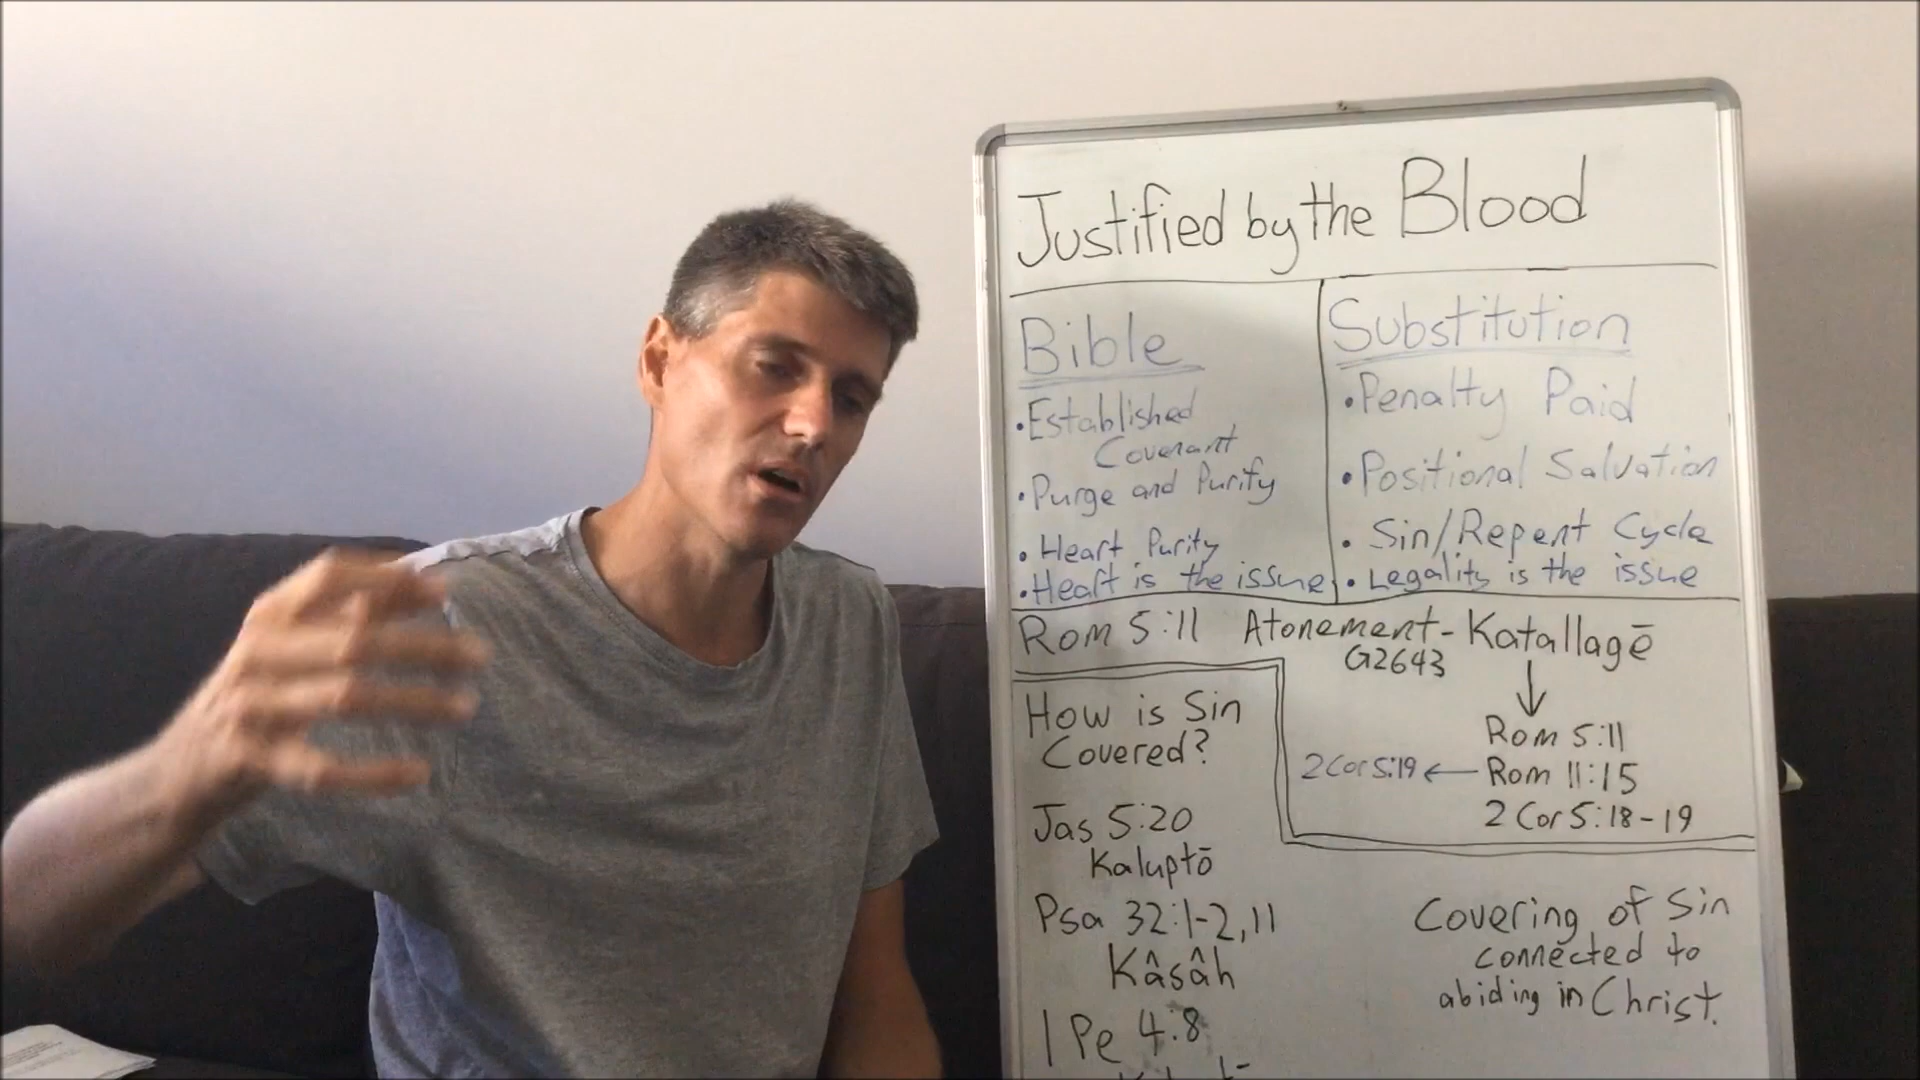 Justified by the Blood
Bible
• Established
Covenant
• Purge and Purify
• Heart Purity
• Heart is the issue
Substitution
• Penalty Paid
• Positional Salvation
• Sin/Repent Cycle
• Legality is the issue
Rom 5:11 Atonement - Katallagē
G2643
Rom 5:11
2 Cor 5:19 ← Rom 11:15
2 Cor 5:18-19
How is Sin
Covered?
Jas 5:20
Kaluptō
Psa 32:1-2, 11
Kâsâh
1 Pe 4:8
Covering of Sin
connected to
abiding in Christ.